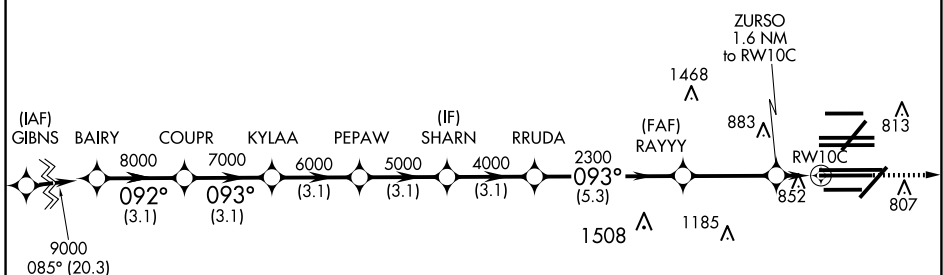 ZURSO
1.6 NM
to RW10C
1468
(IAF)
GIBNS
BAIRY
COUPR
KYLAA
PEPAW
(IF)
SHARN
RRUDA
(FAF)
RAYYY
883
813
RW10C
8000
092°
(3.1)
7000
093°
(3.1)
6000
(3.1)
5000
(3.1)
4000
(3.1)
2300
093°
(5.3)
852
807
1508
1185
9000
085° (20.3)